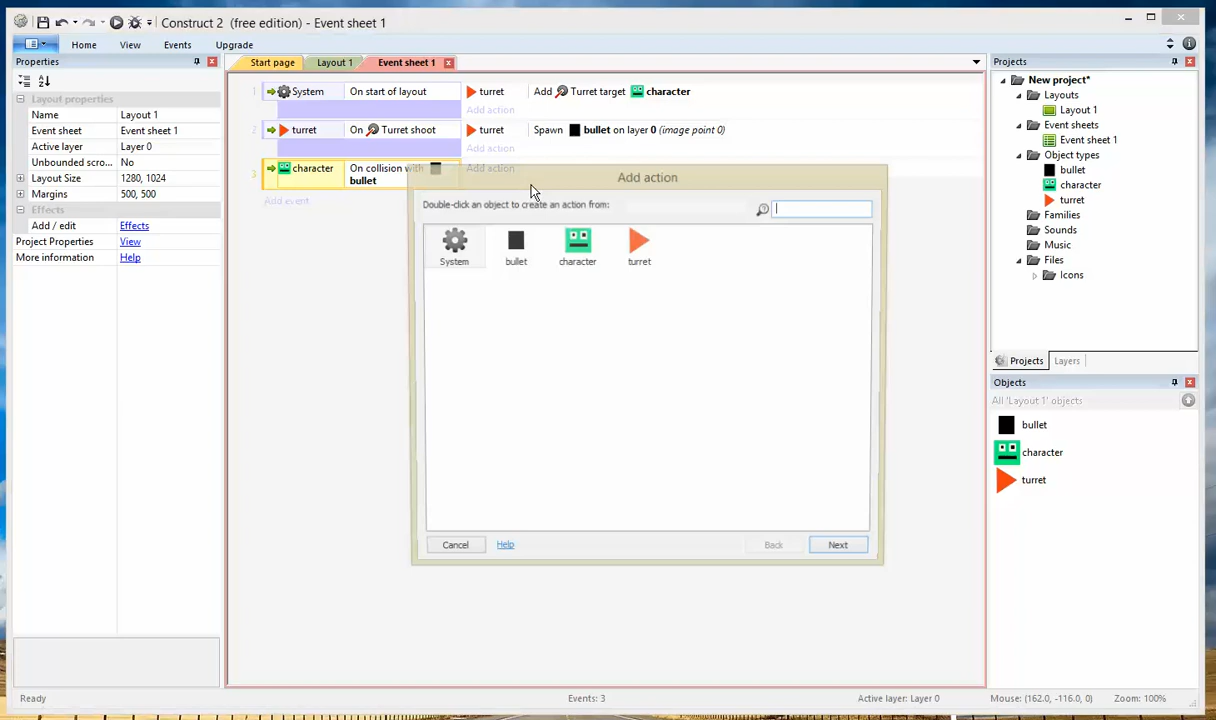 Construct 2 (free edition) - Event sheet 1
Home View Events Upgrade
Properties
Layout properties
Name Layout 1
Event sheet Event sheet 1
Active layer Layer 0
Unbounded scro... No
Layout Size 1280, 1024
Margins 500, 500
Effects
Add / edit Effects
Project Properties View
More information Help
Ready
Start page Layout 1 Event sheet 1
1 System On start of layout turret Add Turret target character
Add action
2 turret On Turret shoot turret Spawn bullet on layer 0 (image point 0)
Add action
3 character On collision with bullet Add action
Add event
Add action
Double-click an object to create an action from:
System bullet character turret
Cancel Help Back Next
Events: 3
Active layer: Layer 0
Mouse: (162.0, -116.0, 0)
Zoom: 100%
Projects
New project*
Layouts
Layout 1
Event sheets
Event sheet 1
Object types
bullet
character
turret
Families
Sounds
Music
Files
Icons
Projects Layers
Objects
All 'Layout 1' objects
bullet
character
turret